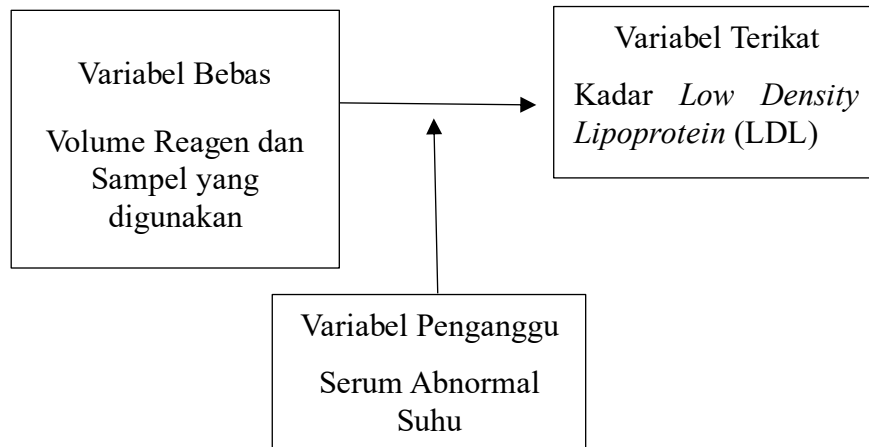 Variabel Bebas
Volume Reagen dan
Sampel yang
digunakan
Variabel Terikat
Kadar Low Density
Lipoprotein (LDL)
Variabel Penganggu
Serum Abnormal
Suhu